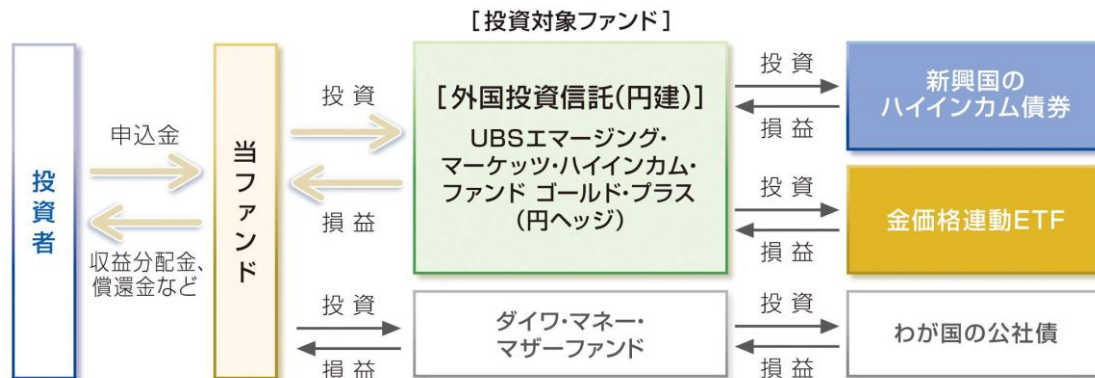 [投資対象ファンド]
投資者
申込金
収益分配金、
償還金など
当ファンド
投資
損益
[外国投資信託(円建)]
UBSエマージング・
マーケッツ・ハイインカム・
ファンド ゴールド・プラス
(円ヘッジ)
投資
損益
新興国の
ハイインカム債券
投資
損益
金価格連動ETF
投資
損益
ダイワ・マネー・
マザーファンド
投資
損益
わが国の公社債